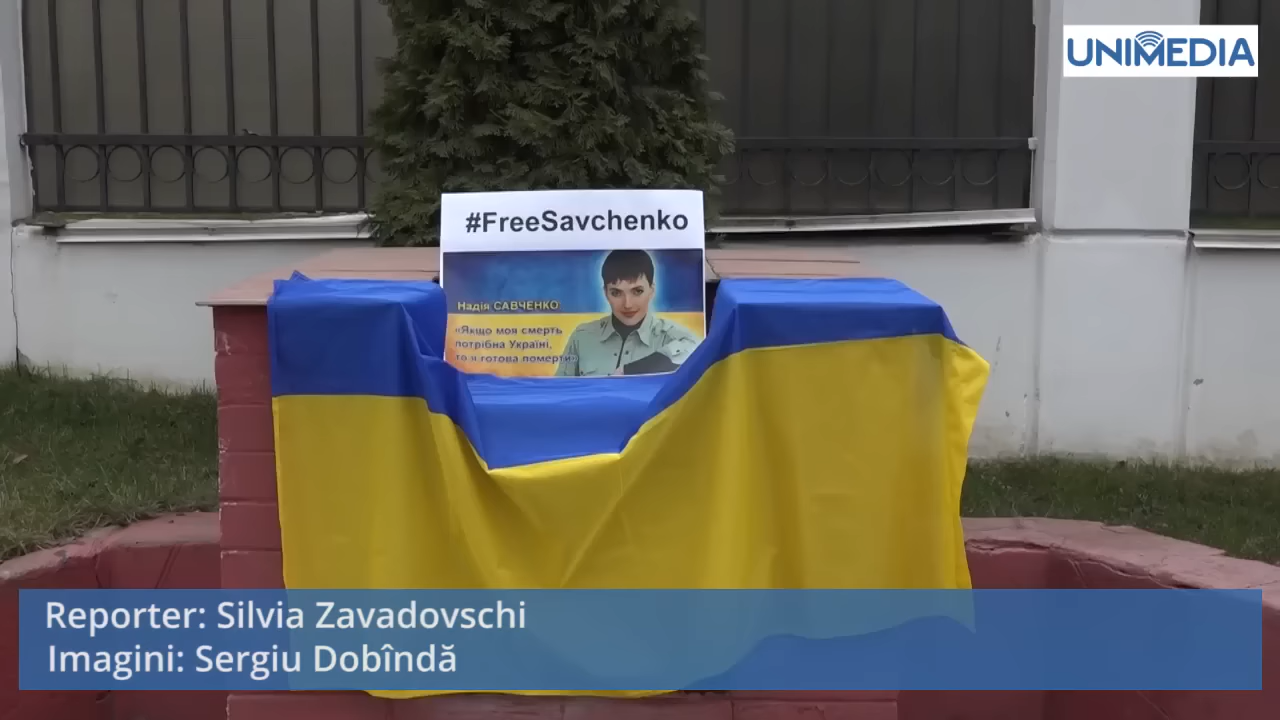 UNIMEDIA
#FreeSavchenko
Надія САВЧЕНКО
«Якщо моя смерть
потрібна Україні,
то я готова померти»
Reporter: Silvia Zavadovschi
Imagini: Sergiu Dobîndă